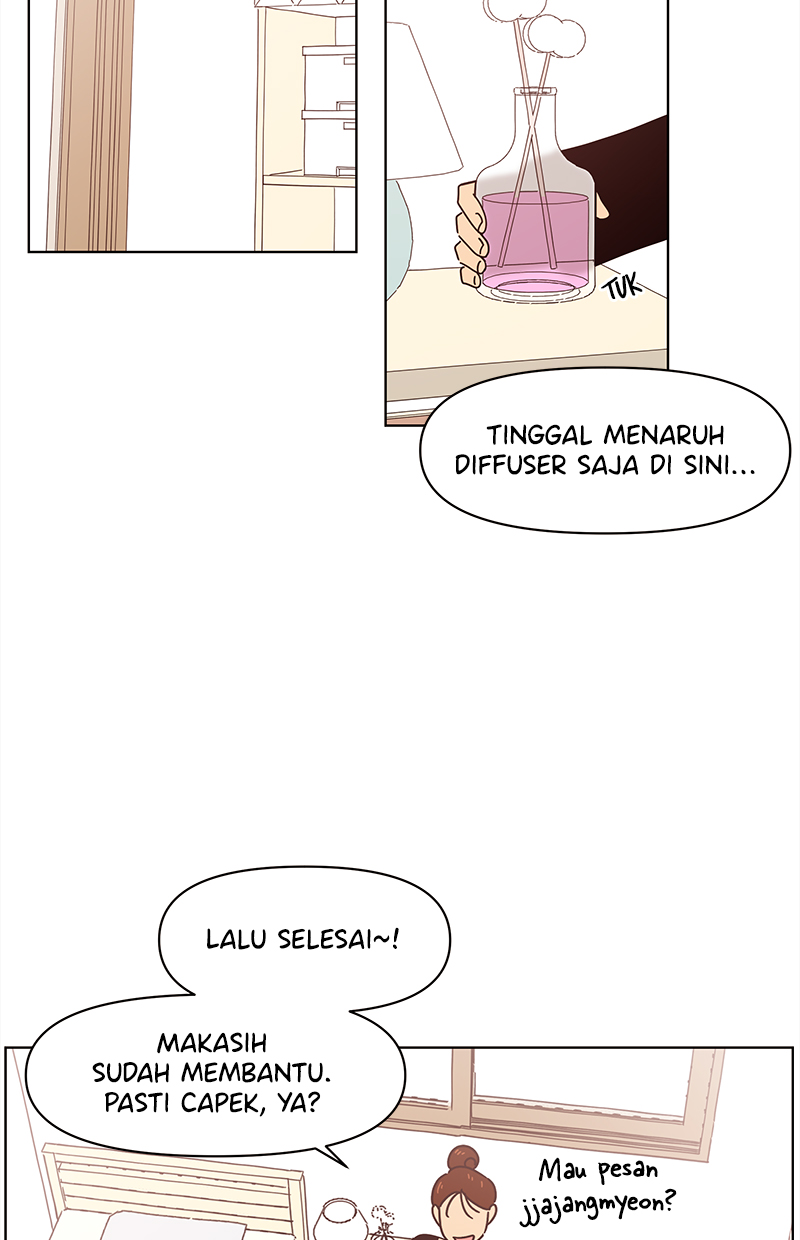 TUK
TINGGAL MENARUH
DIFFUSER SAJA DI SINI...
LALU SELESAI~!
MAKASIH
SUDAH MEMBANTU.
PASTI CAPEK, YA?
Mau pesan
jjajangmyeon?